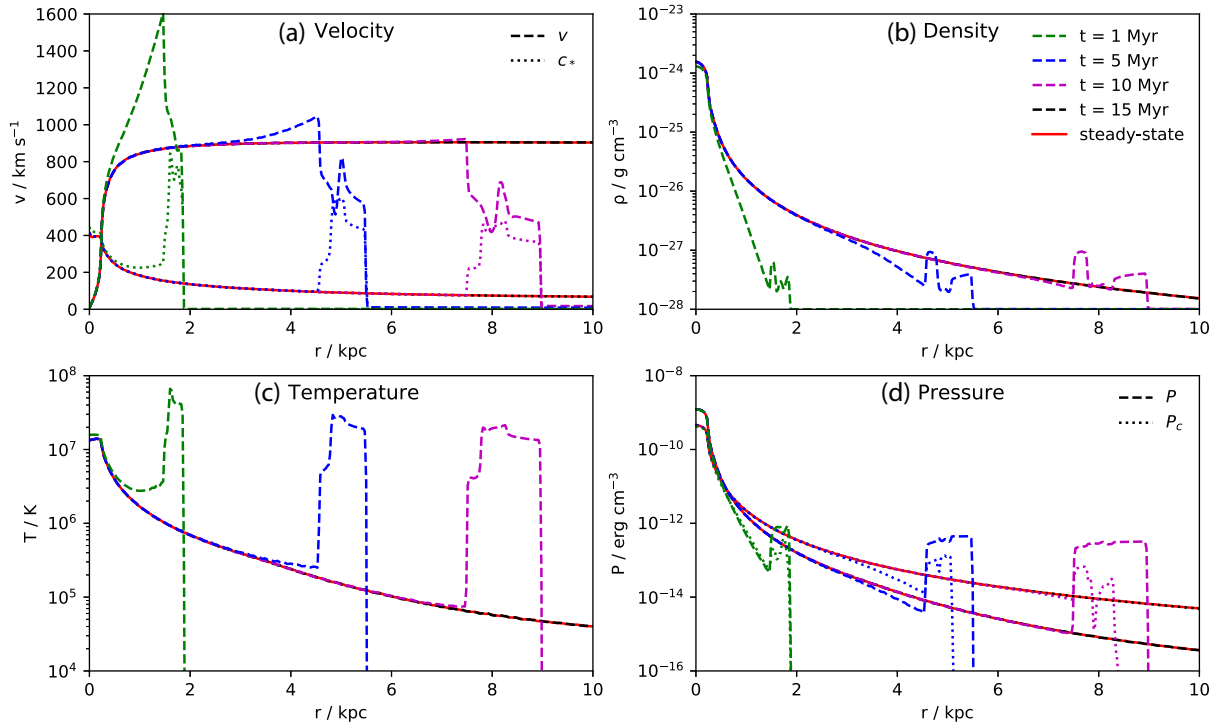 (a) Velocity
v
c*
1600
1400
1200
1000
800
600
400
200
0
v / km s⁻¹
0 2 4 6 8 10
r / kpc
(b) Density
t = 1 Myr
t = 5 Myr
t = 10 Myr
t = 15 Myr
steady-state
10⁻²³
10⁻²⁴
10⁻²⁵
10⁻²⁶
10⁻²⁷
10⁻²⁸
ρ / g cm⁻³
0 2 4 6 8 10
r / kpc
(c) Temperature
10⁸
10⁷
10⁶
10⁵
10⁴
T / K
0 2 4 6 8 10
r / kpc
(d) Pressure
P
P_c
10⁻⁸
10⁻¹⁰
10⁻¹²
10⁻¹⁴
10⁻¹⁶
P / erg cm⁻³
0 2 4 6 8 10
r / kpc